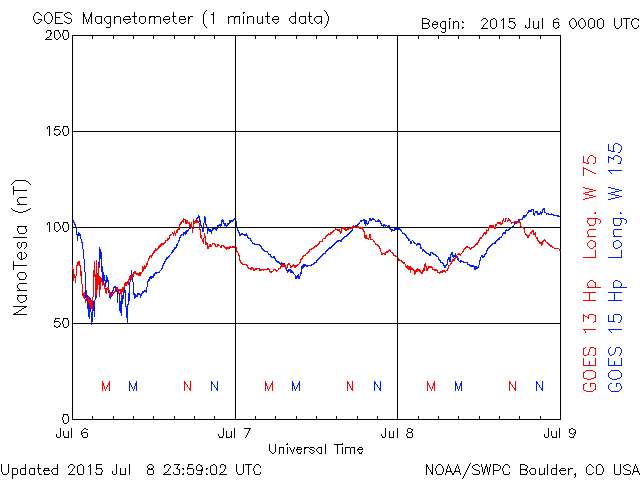 GOES Magnetometer (1 minute data)
Begin: 2015 Jul 6 0000 UTC
200
150
100
50
0
NanoTesla (nT)
M M N N M M N N M M N N
Jul 6 Jul 7 Jul 8 Jul 9
Universal Time
GOES 13 Hp Long. W 75
GOES 15 Hp Long. W 135
Updated 2015 Jul 8 23:59:02 UTC
NOAA/SWPC Boulder, CO USA